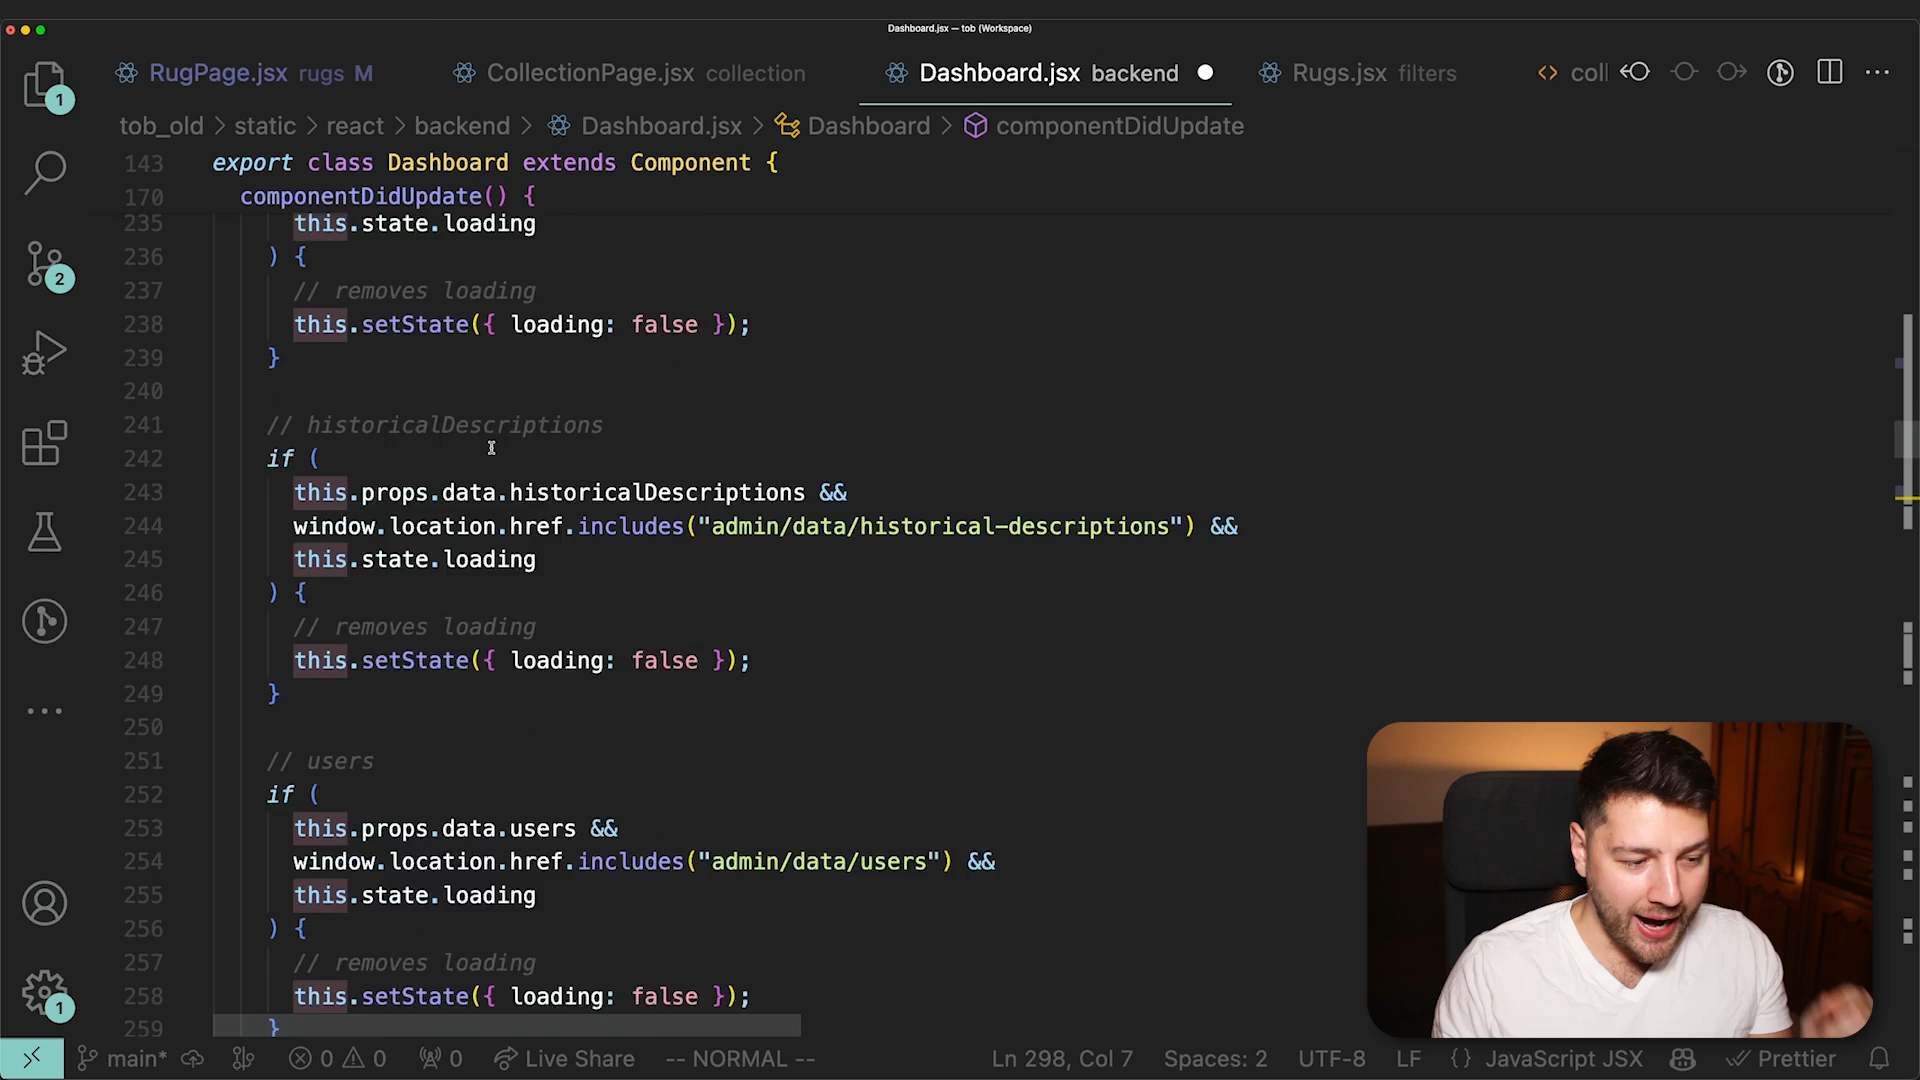 Dashboard.jsx — tob (Workspace)
RugPage.jsx rugs M CollectionPage.jsx collection Dashboard.jsx backend Rugs.jsx filters <> coll ...
tob_old > static > react > backend > Dashboard.jsx > Dashboard > componentDidUpdate
143 export class Dashboard extends Component {
170 componentDidUpdate() {
235 this.state.loading
236 ) {
237 // removes loading
238 this.setState({ loading: false });
239 }
240
241 // historicalDescriptions
242 if (
243 this.props.data.historicalDescriptions &&
244 window.location.href.includes("admin/data/historical-descriptions") &&
245 this.state.loading
246 ) {
247 // removes loading
248 this.setState({ loading: false });
249 }
250
251 // users
252 if (
253 this.props.data.users &&
254 window.location.href.includes("admin/data/users") &&
255 this.state.loading
256 ) {
257 // removes loading
258 this.setState({ loading: false });
259 }
1
2
1
main* 0 0 0 Live Share -- NORMAL -- Ln 298, Col 7 Spaces: 2 UTF-8 LF {} JavaScript JSX Prettier